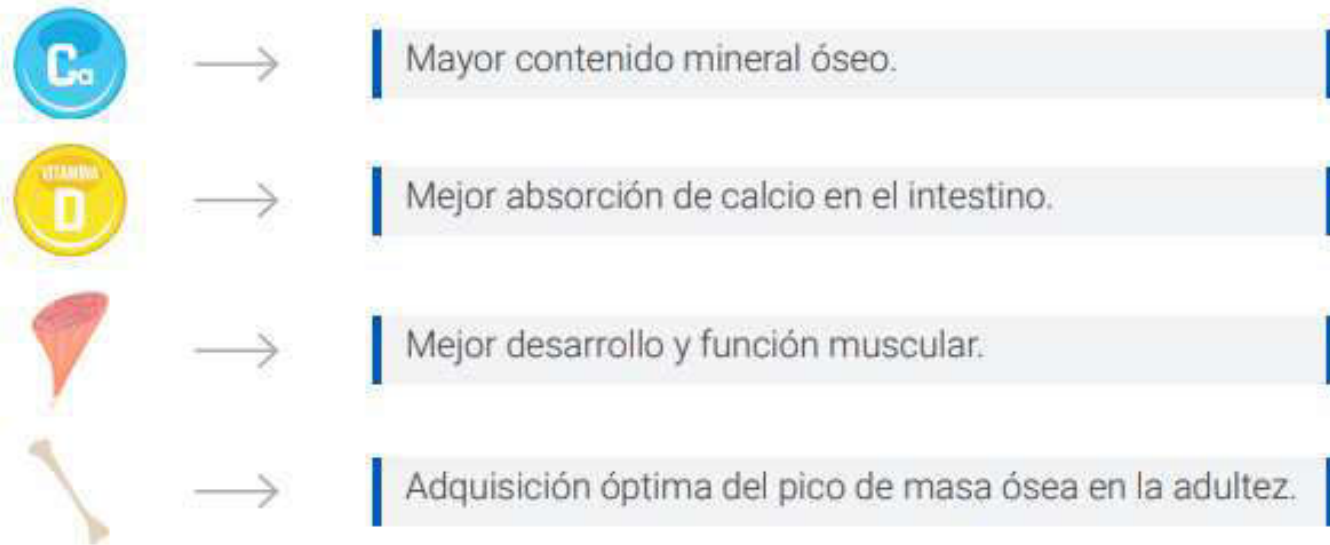 Ca
Mayor contenido mineral óseo.
VITAMINA
D
Mejor absorción de calcio en el intestino.
Mejor desarrollo y función muscular.
Adquisición óptima del pico de masa ósea en la adultez.